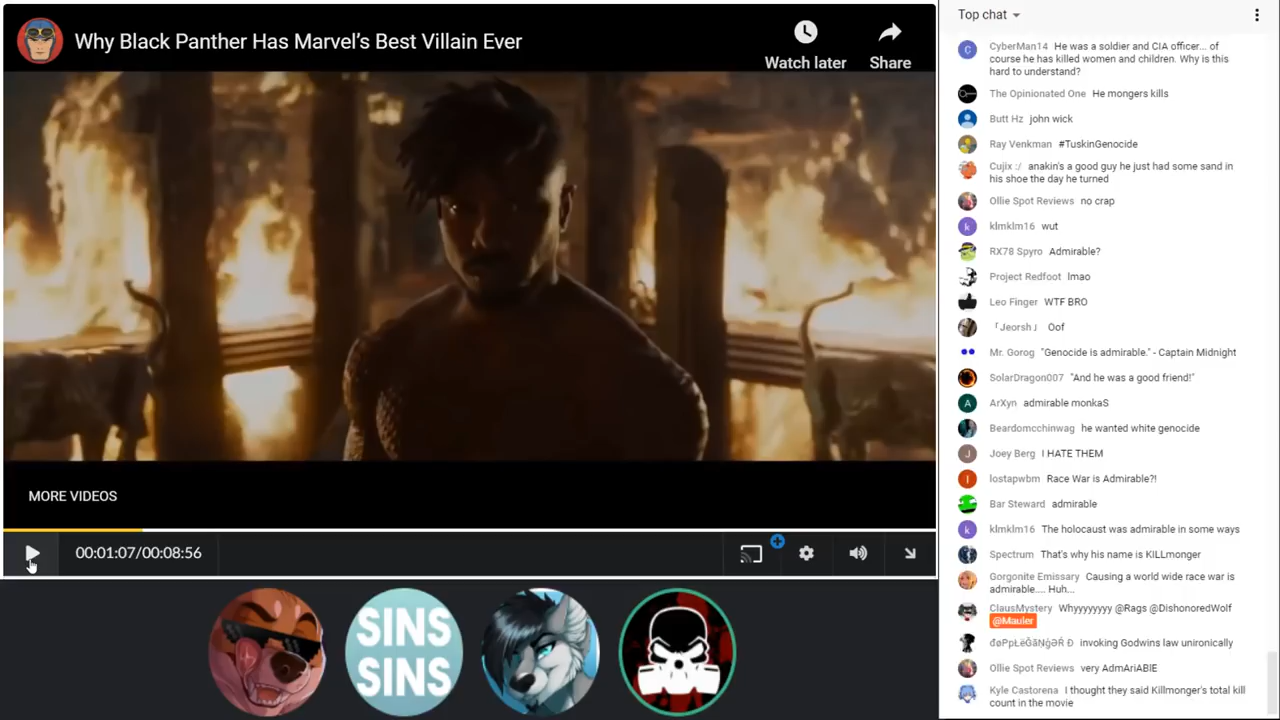 Why Black Panther Has Marvel's Best Villain Ever
Watch later
Share
MORE VIDEOS
00:01:07/00:08:56
SINS
SINS
Top chat
C CyberMan14 He was a soldier and CIA officer... of
course he has killed women and children. Why is this
hard to understand?
The Opinionated One He mongers kills
Butt Hz john wick
Ray Venkman #TuskinGenocide
Cujix :/ anakin's a good guy he just had some sand in
his shoe the day he turned
Ollie Spot Reviews no crap
k klmklm16 wut
RX78 Spyro Admirable?
Project Redfoot lmao
Leo Finger WTF BRO
「Jeorsh」 Oof
Mr. Gorog "Genocide is admirable." - Captain Midnight
SolarDragon007 "And he was a good friend!"
A ArXyn admirable monkaS
Beardomcchinwag he wanted white genocide
J Joey Berg I HATE THEM
l lostapwbm Race War is Admirable?!
Bar Steward admirable
k klmklm16 The holocaust was admirable in some ways
Spectrum That's why his name is KILLmonger
Gorgonite Emissary Causing a world wide race war is
admirable.... Huh...
ClausMystery Whyyyyyyy @Rags @DishonoredWolf
@Mauler
invoking Godwins law unironically
Ollie Spot Reviews very AdmAriABlE
Kyle Castorena I thought they said Killmonger's total kill
count in the movie